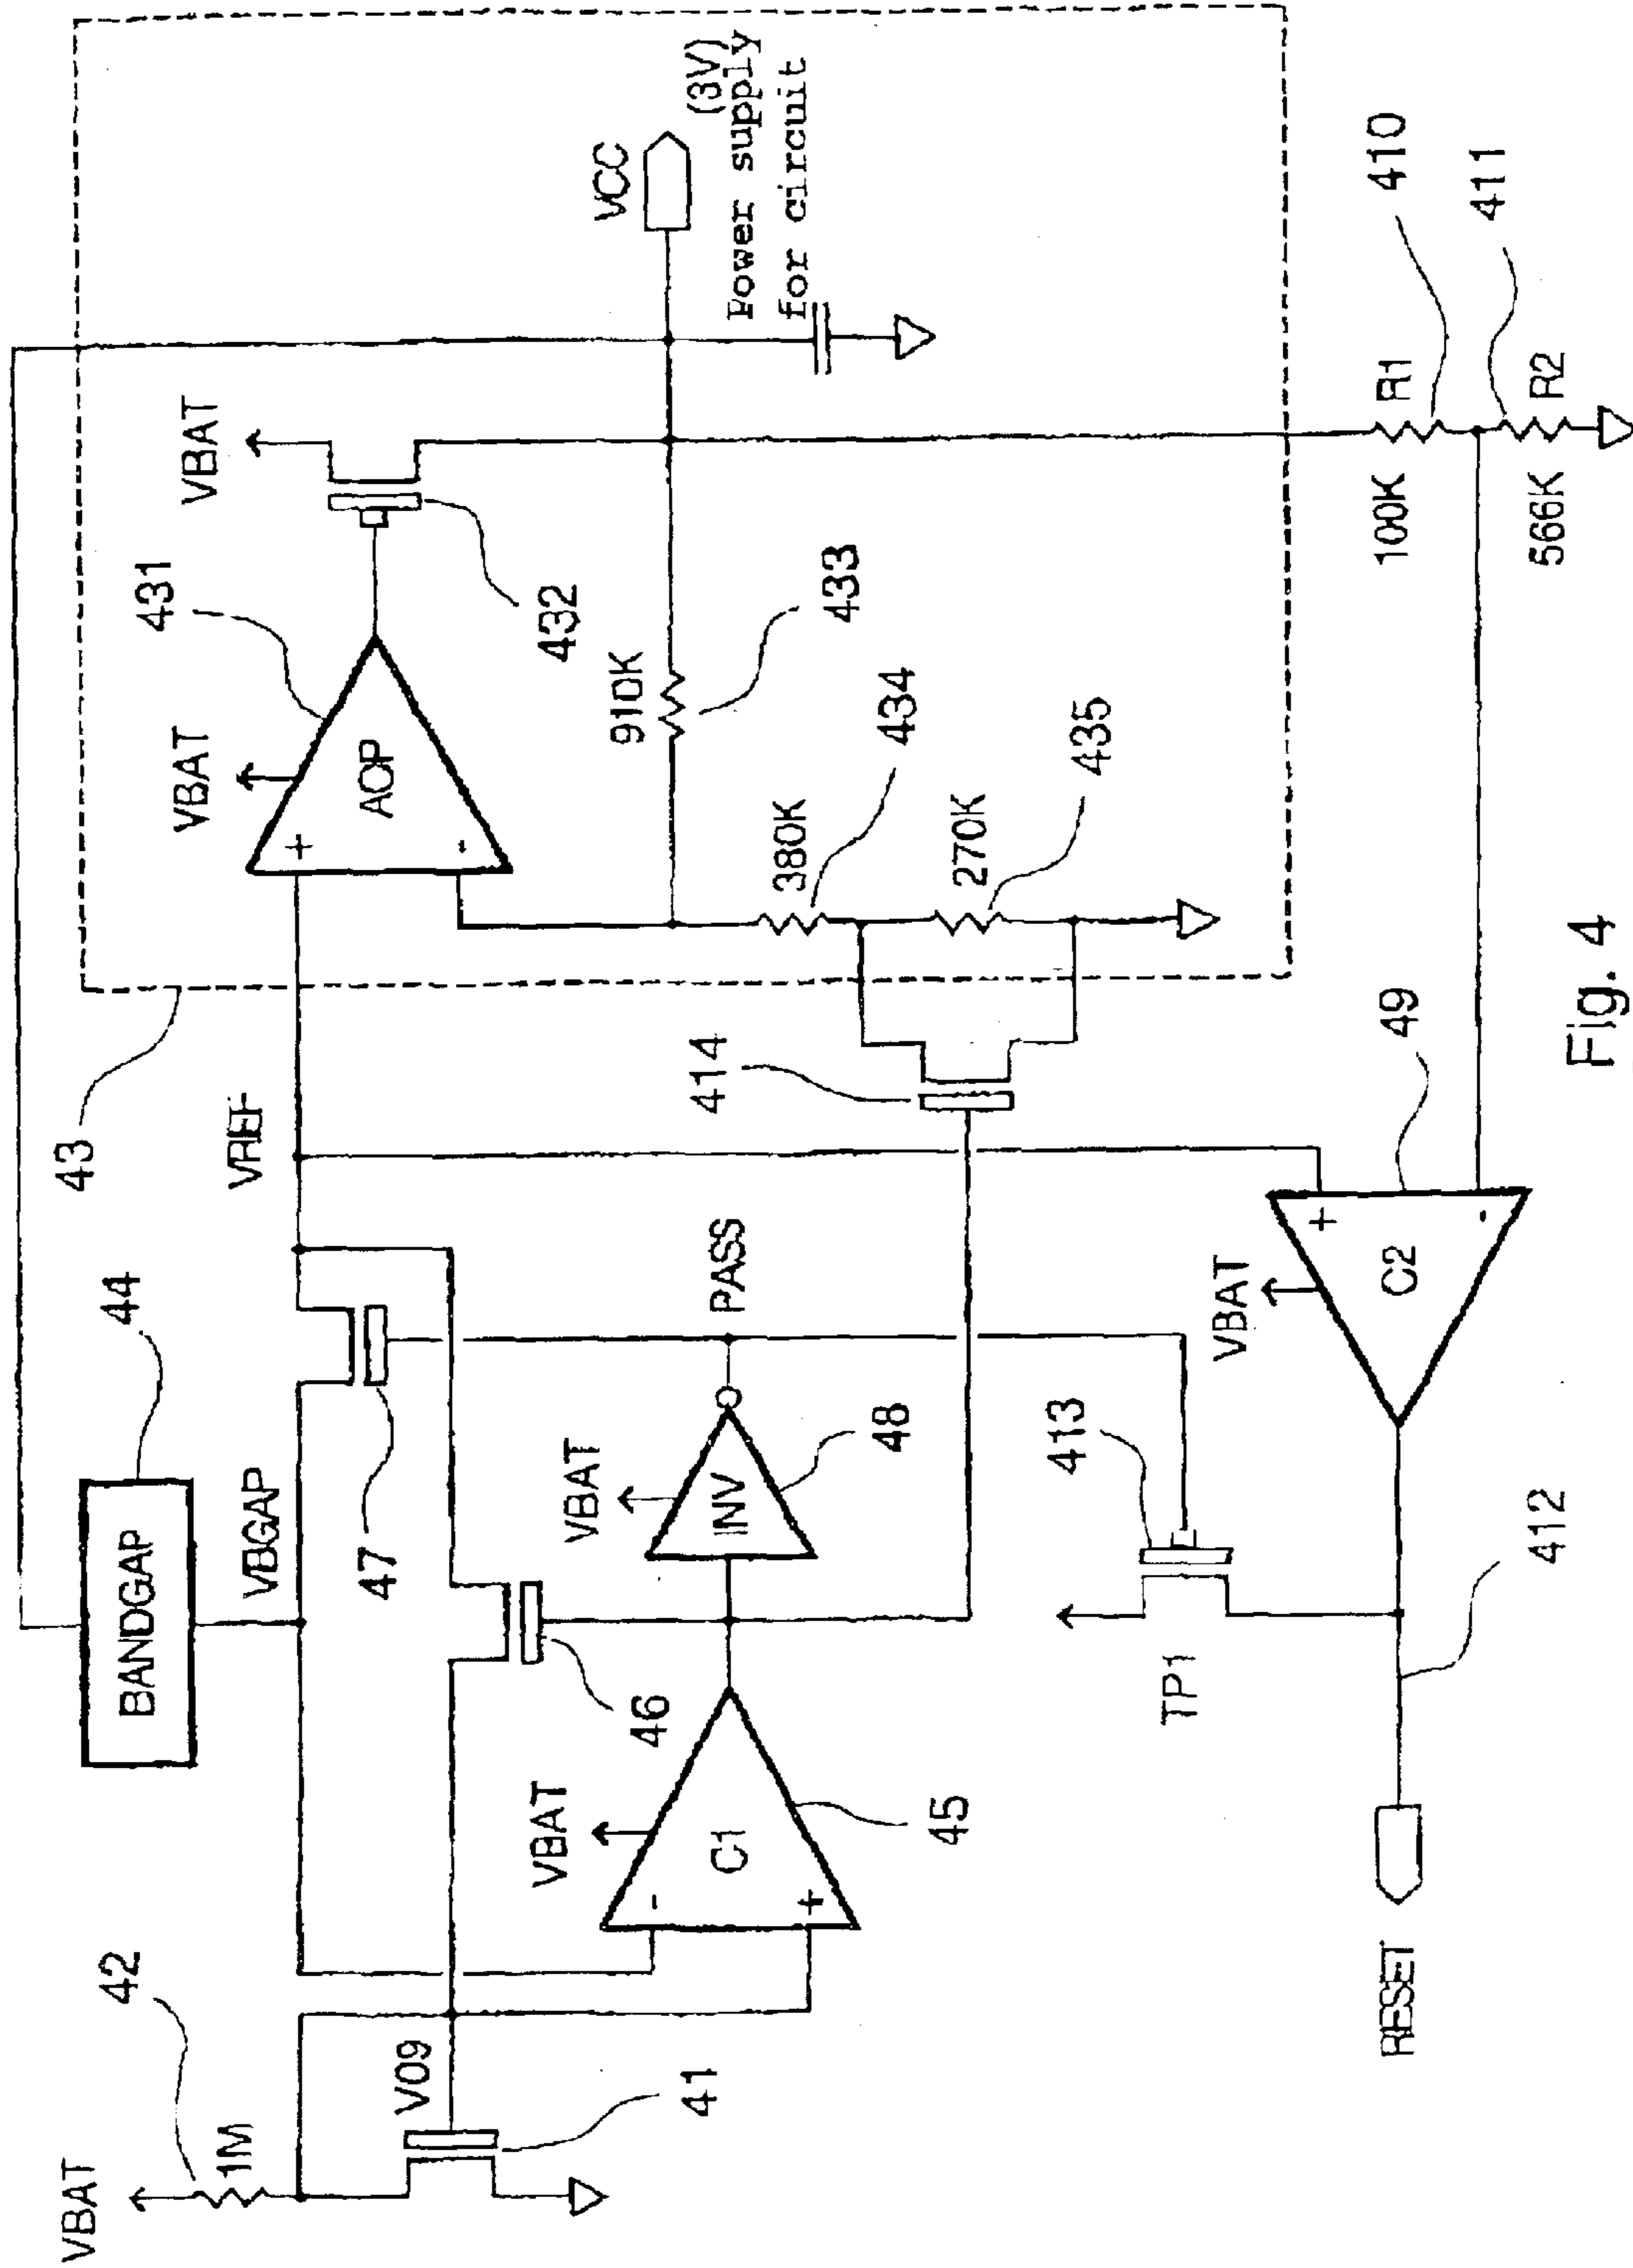 44
BANDGAP
VBGAP
47
VREF
43
VBAT
431
AOP
+
-
VBAT
432
910K
433
380K
434
270K
435
VCC
(3V)
Power supply
for circuit
42
VBAT
1M
V09
41
VBAT
C1
-
+
45
46
VBAT
INV
48
PASS
414
TP1
413
VBAT
C2
+
-
49
412
RESET
100K
R1
410
566K
R2
411
Fig. 4